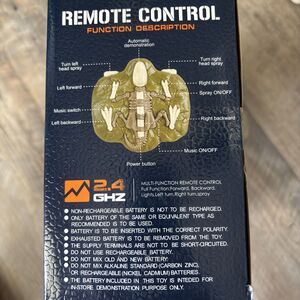 REMOTE CONTROL
FUNCTION DESCRIPTION
Automatic
demonstration
Turn left
head spray
Turn right
head spray
Left forward
Right forward
Spray ON/OFF
Music switch
Left backward
Right backward
Music ON/OFF
Power button
2.4
GHZ
MULTI-FUNCTION REMOTE CONTROL
Full Function:Forward, Backward,
Lights,Left turn,Right turn,spray
NON-RECHARGEABLE BATTERY IS NOT TO BE RECHARGED.
ONLY BATTERY OF THE SAME OR EQUIVALENT TYPE AS
RECOMMENDED IS TO BE USED.
BATTERY IS TO BE INSERTED WITH THE CORRECT POLARITY.
EXHAUSTED BATTERY IS TO BE REMOVED FROM THE TOY.
THE SUPPLY TERMINALS ARE NOT TO BE SHORT-CIRCUITED.
DO NOT USE RECHARGEABLE BATTERY.
DO NOT MIX OLD AND NEW BATTERY.
DO NOT MIX ALKALINE STANDARD (CARBON ZINC),
OR RECHARGEABLE (NICKEL CADMIUM) BATTERIES.
THE BATTERY INCLUDED IN THIS TOY IS INTEDED FOR
IN-STORE DEMONSTRATION PURPOSE ONLY.